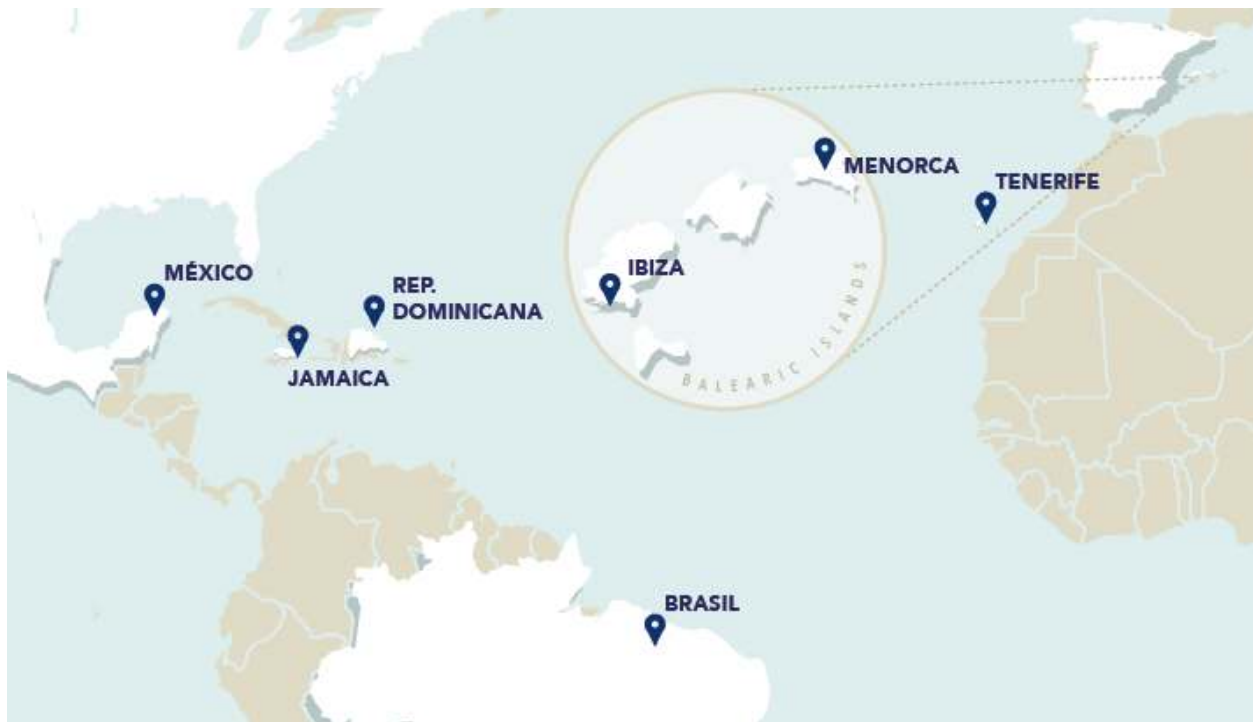 MENORCA
TENERIFE
MÉXICO
REP.
DOMINICANA
IBIZA
JAMAICA
BALEARIC ISLANDS
BRASIL